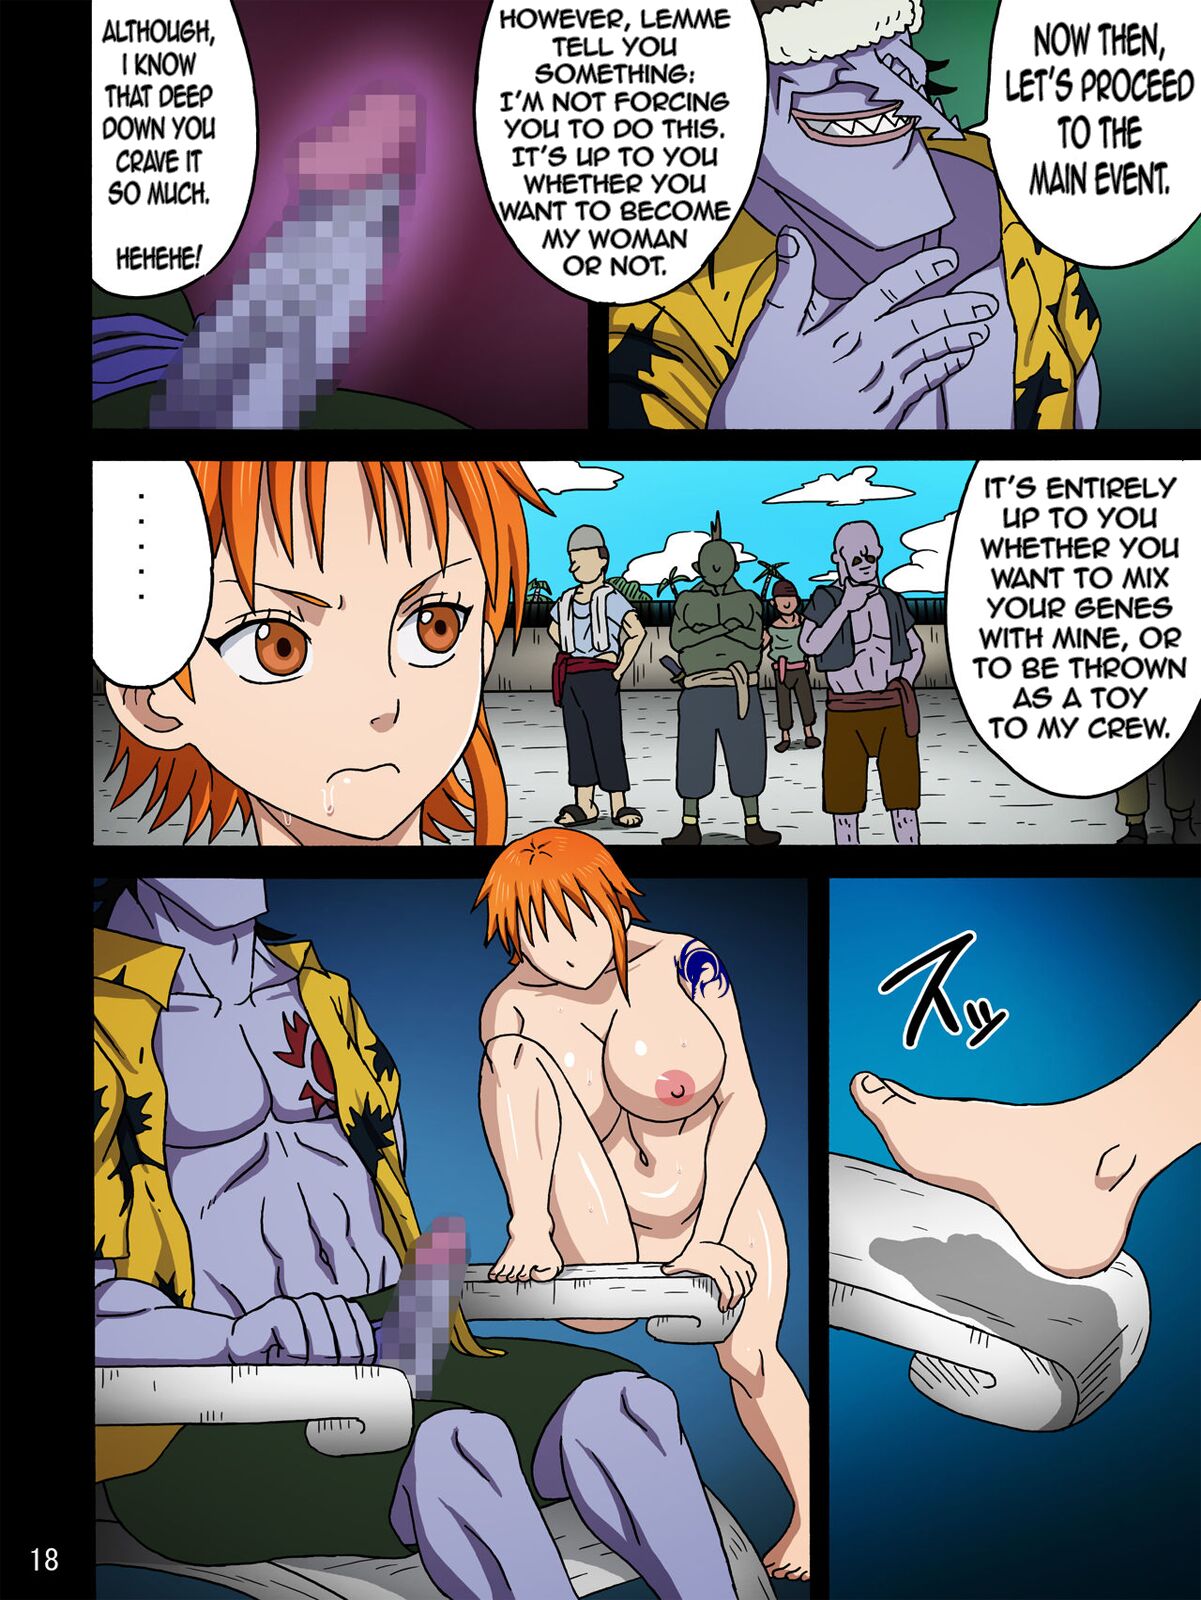 NOW THEN,
LET'S PROCEED
TO THE
MAIN EVENT.
HOWEVER, LEMME
TELL YOU
SOMETHING:
I'M NOT FORCING
YOU TO DO THIS.
IT'S UP TO YOU
WHETHER YOU
WANT TO BECOME
MY WOMAN
OR NOT.
ALTHOUGH,
I KNOW
THAT DEEP
DOWN YOU
CRAVE IT
SO MUCH.
HEHEHE!
IT'S ENTIRELY
UP TO YOU
WHETHER YOU
WANT TO MIX
YOUR GENES
WITH MINE, OR
TO BE THROWN
AS A TOY
TO MY CREW.
.....
スッ
18